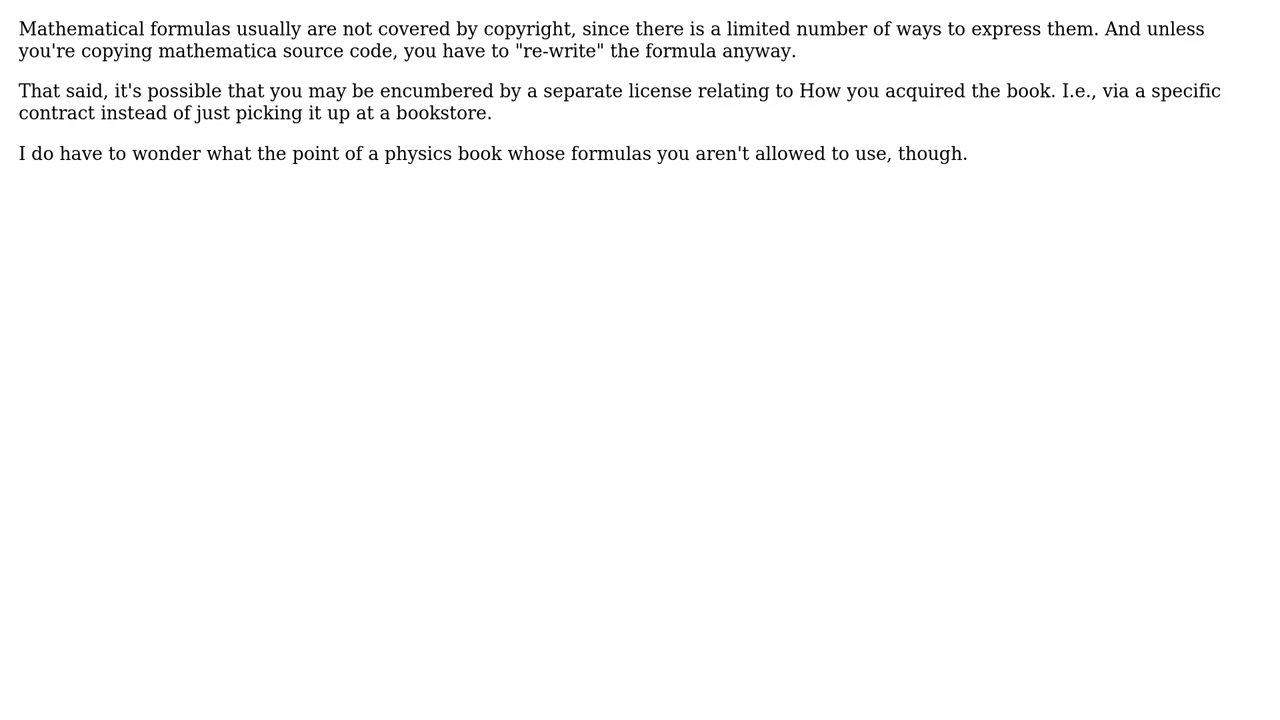 Mathematical formulas usually are not covered by copyright, since there is a limited number of ways to express them. And unless
you're copying mathematica source code, you have to "re-write" the formula anyway.
That said, it's possible that you may be encumbered by a separate license relating to How you acquired the book. I.e., via a specific
contract instead of just picking it up at a bookstore.
I do have to wonder what the point of a physics book whose formulas you aren't allowed to use, though.